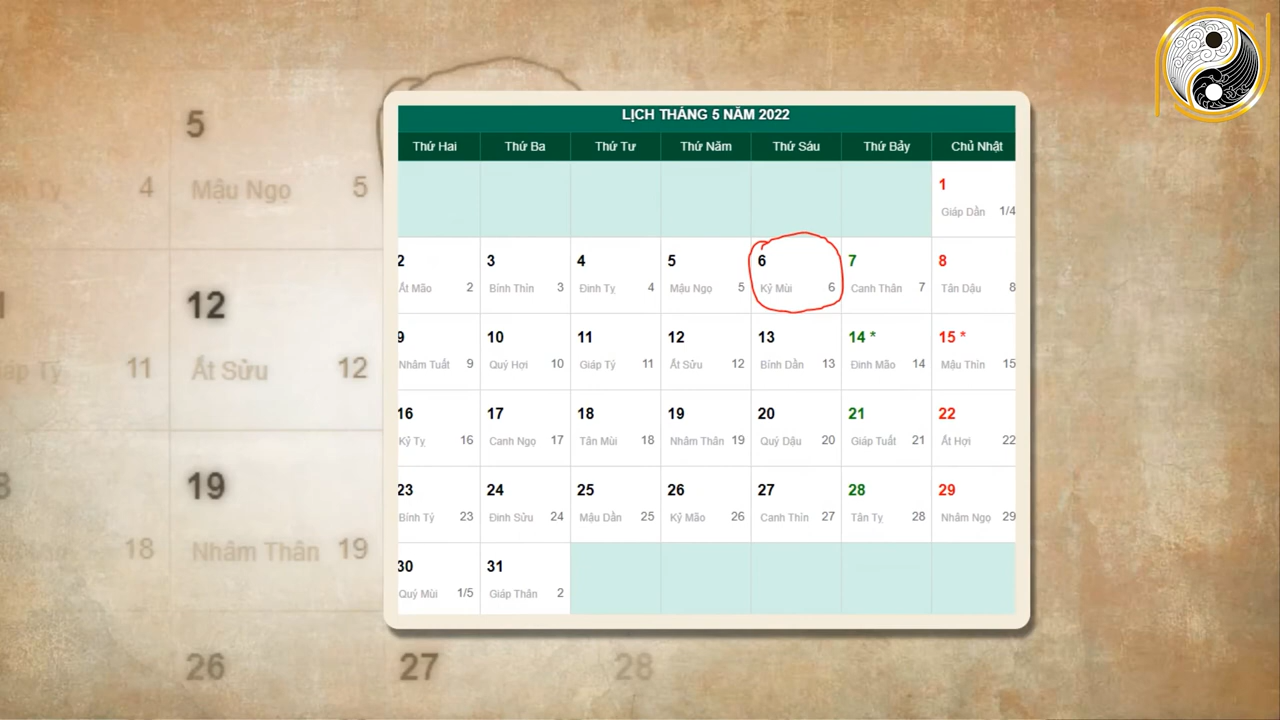 LỊCH THÁNG 5 NĂM 2022
Thứ Hai Thứ Ba Thứ Tư Thứ Năm Thứ Sáu Thứ Bảy Chủ Nhật
1
Giáp Dần 1/4
2 3 4 5 6 7 8
Ất Mão 2 Bính Thìn 3 Đinh Tỵ 4 Mậu Ngọ 5 Kỷ Mùi 6 Canh Thân 7 Tân Dậu 8
9 10 11 12 13 14 * 15 *
Nhâm Tuất 9 Quý Hợi 10 Giáp Tý 11 Ất Sửu 12 Bính Dần 13 Đinh Mão 14 Mậu Thìn 15
16 17 18 19 20 21 22
Kỷ Tỵ 16 Canh Ngọ 17 Tân Mùi 18 Nhâm Thân 19 Quý Dậu 20 Giáp Tuất 21 Ất Hợi 22
23 24 25 26 27 28 29
Bính Tý 23 Đinh Sửu 24 Mậu Dần 25 Kỷ Mão 26 Canh Thìn 27 Tân Tỵ 28 Nhâm Ngọ 29
30 31
Quý Mùi 1/5 Giáp Thân 2
5
4 Mậu Ngọ 5
12
11 Ất Sửu 12
19
18 Nhâm Thân 19
26 27 28